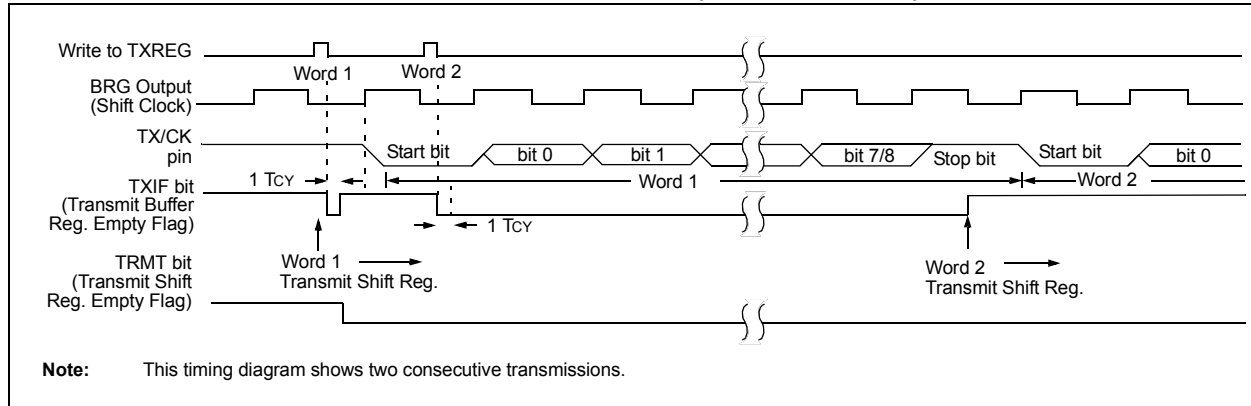 Write to TXREG
Word 1 Word 2
BRG Output
(Shift Clock)
TX/CK
pin
Start bit bit 0 bit 1 bit 7/8 Stop bit Start bit bit 0
Word 1 Word 2
1 TCY
TXIF bit
(Transmit Buffer
Reg. Empty Flag)
1 TCY
Word 1
Transmit Shift Reg.
Word 2
Transmit Shift Reg.
TRMT bit
(Transmit Shift
Reg. Empty Flag)
Note: This timing diagram shows two consecutive transmissions.